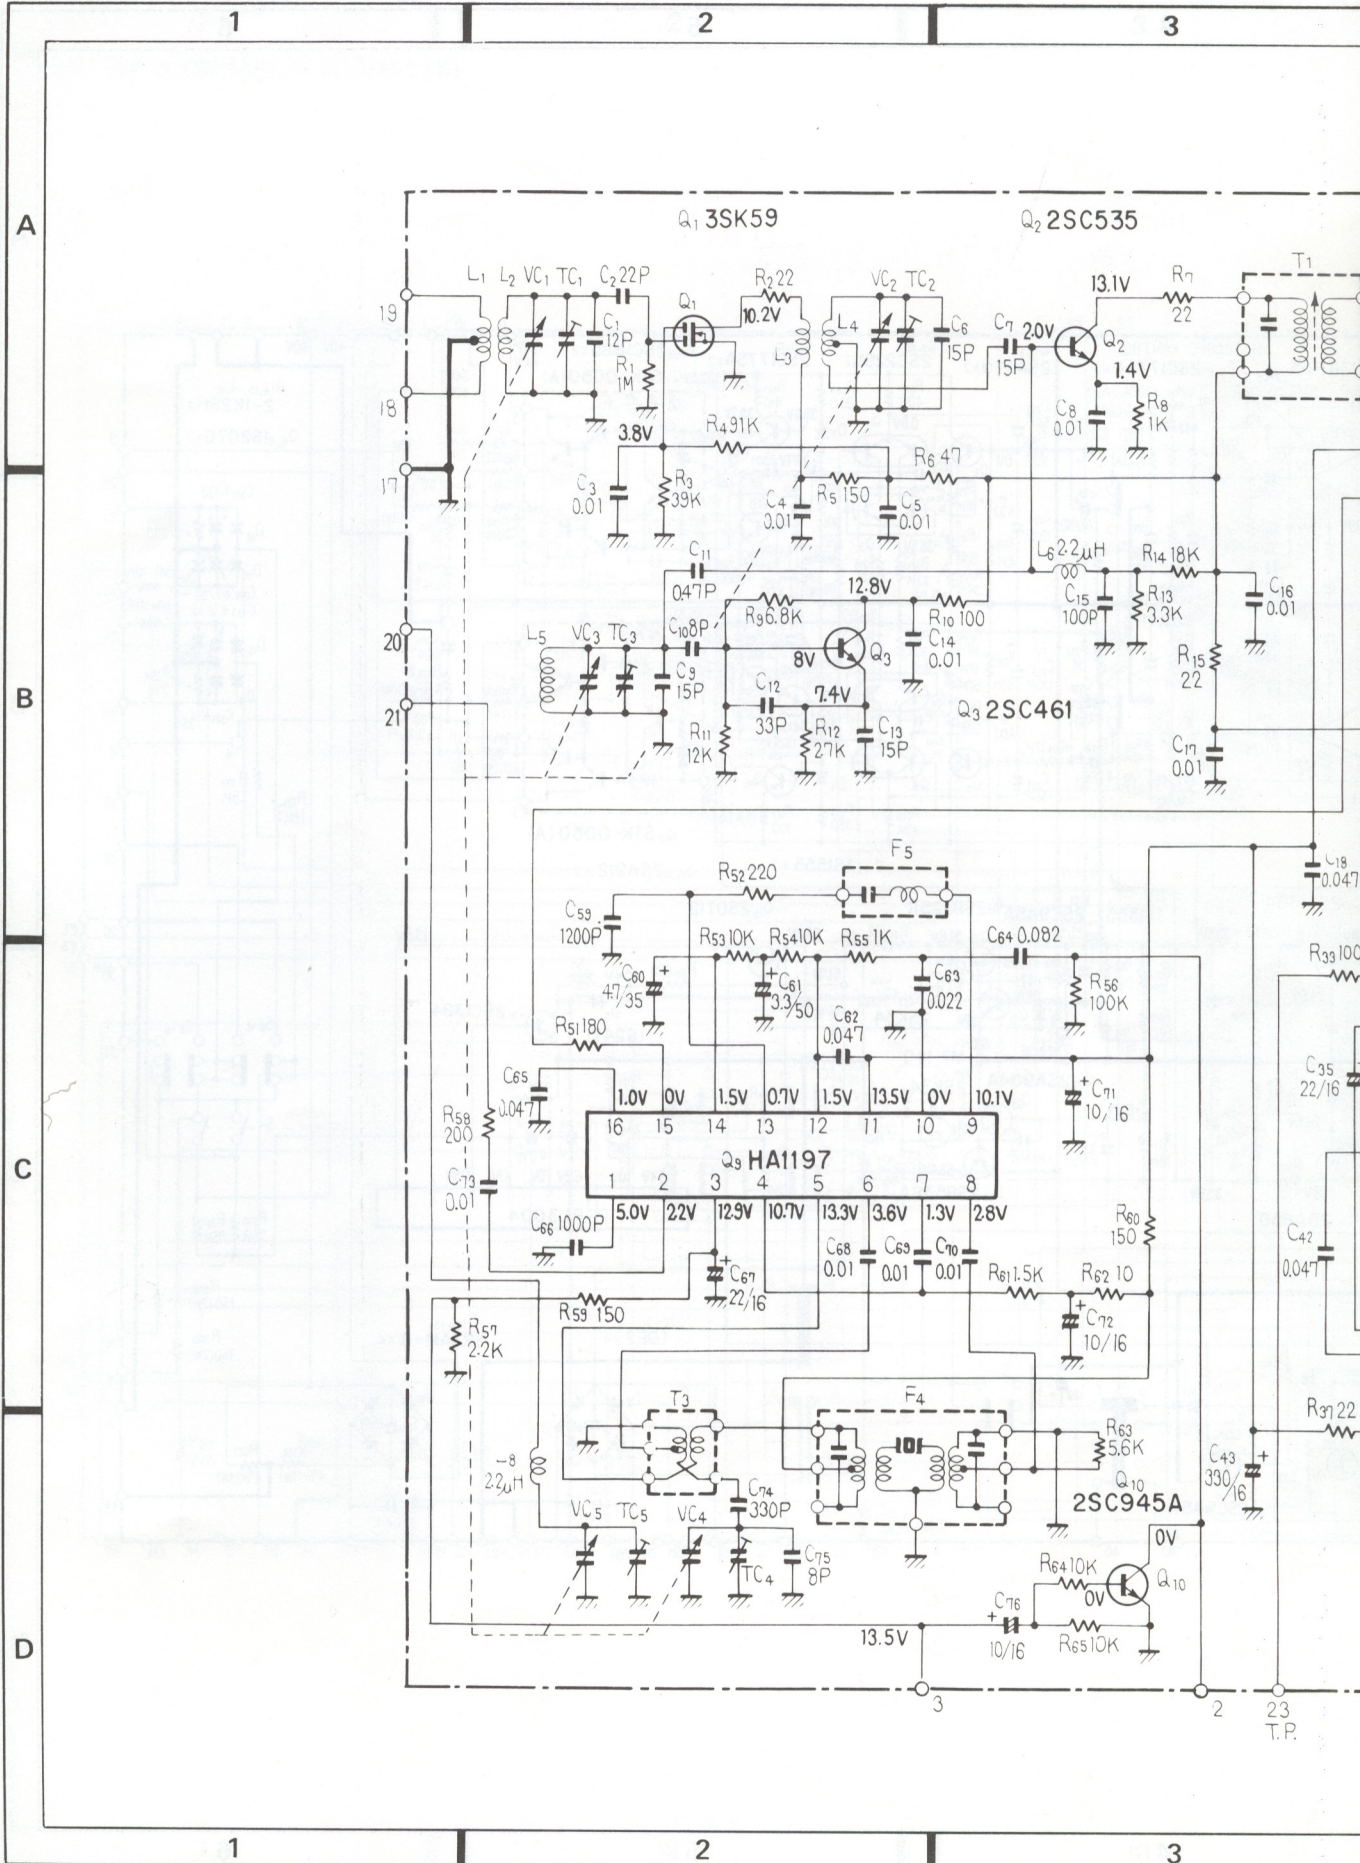 1 2 3
A
Q1 3SK59 Q2 2SC535
L1 L2 VC1 TC1 C2 22P
R2 22
VC2 TC2
13.1V
R7
22
T1
19
Q1
10.2V
C1
12P
L4
L3
C6
15P
C7
15P
2.0V
Q2
R1
1M
1.4V
18
3.8V
R4 91K
C8
0.01
R8
1K
17
R6 47
C3
0.01
R3
39K
C4
0.01
R5 150
C5
0.01
C11
047P
L6 2.2µH
R14 18K
12.8V
C15
100P
R13
3.3K
C16
0.01
R9 6.8K
R10 100
20
L5
VC3 TC3
C10 8P
8V
Q3
C14
0.01
C9
15P
R15
22
B
21
C12
33P
7.4V
Q3 2SC461
R11
12K
R12
27K
C13
15P
C17
0.01
F5
R52 220
C18
0.047
C59
1200P
R53 10K R54 10K R55 1K
C64 0.082
R33 100
C60
+
4.7/35
C61
+
3.3/50
C63
0.022
R56
100K
C62
0.047
R51 180
C65
0.047
C71
+
10/16
C35
22/16
R58
200
1.0V 0V 1.5V 0.7V 1.5V 13.5V 0V 10.1V
16 15 14 13 12 11 10 9
C
Q9 HA1197
C73
0.01
1 2 3 4 5 6 7 8
5.0V 2.2V 12.9V 10.7V 13.3V 3.6V 1.3V 2.8V
C66 1000P
R60
150
C68
0.01
C69
0.01
C70
0.01
C42
0.047
C67
+
22/16
R61 1.5K R62 10
R59 150
C72
+
10/16
R57
2.2K
T3 F4
R37 22
R63
5.6K
-8
2.2µH
C43
+
330/16
C74
330P
Q10
2SC945A
VC5 TC5 VC4
0V
TC4
C75
8P
R64 10K
0V
Q10
C76
+
10/16
R65 10K
D
13.5V
3 2 23
T.P.
1 2 3